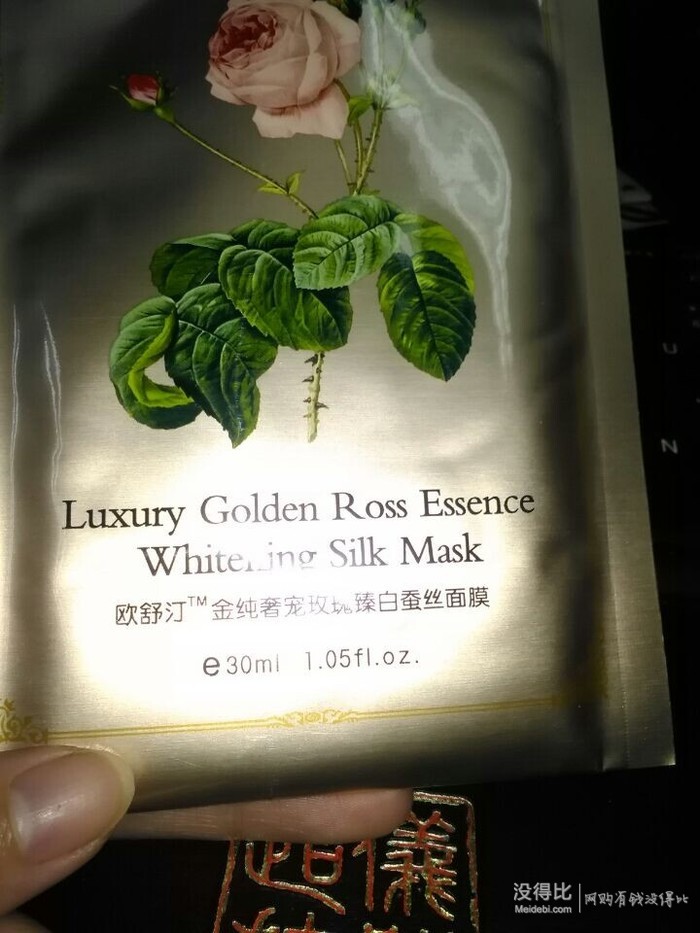 Luxury Golden Ross Essence
Whitening Silk Mask
欧舒汀™金纯奢宠玫瑰臻白蚕丝面膜
e30ml 1.05fl.oz.
儀
没得比
Meidebi.com
网购有钱没得比